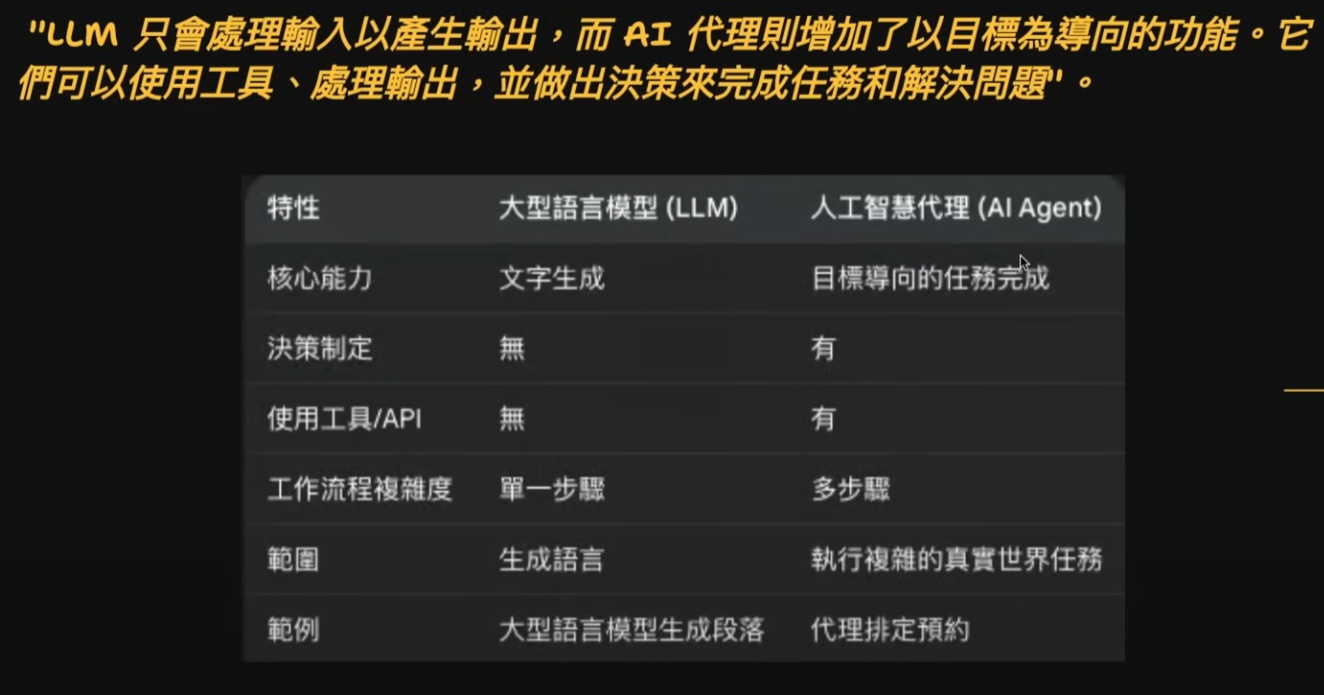 "LLM 只會處理輸入以產生輸出，而 AI 代理則增加了以目標為導向的功能。它
們可以使用工具、處理輸出，並做出決策來完成任務和解決問題"。
特性 大型語言模型 (LLM) 人工智慧代理 (AI Agent)
核心能力 文字生成 目標導向的任務完成
決策制定 無 有
使用工具/API 無 有
工作流程複雜度 單一步驟 多步驟
範圍 生成語言 執行複雜的真實世界任務
範例 大型語言模型生成段落 代理排定預約